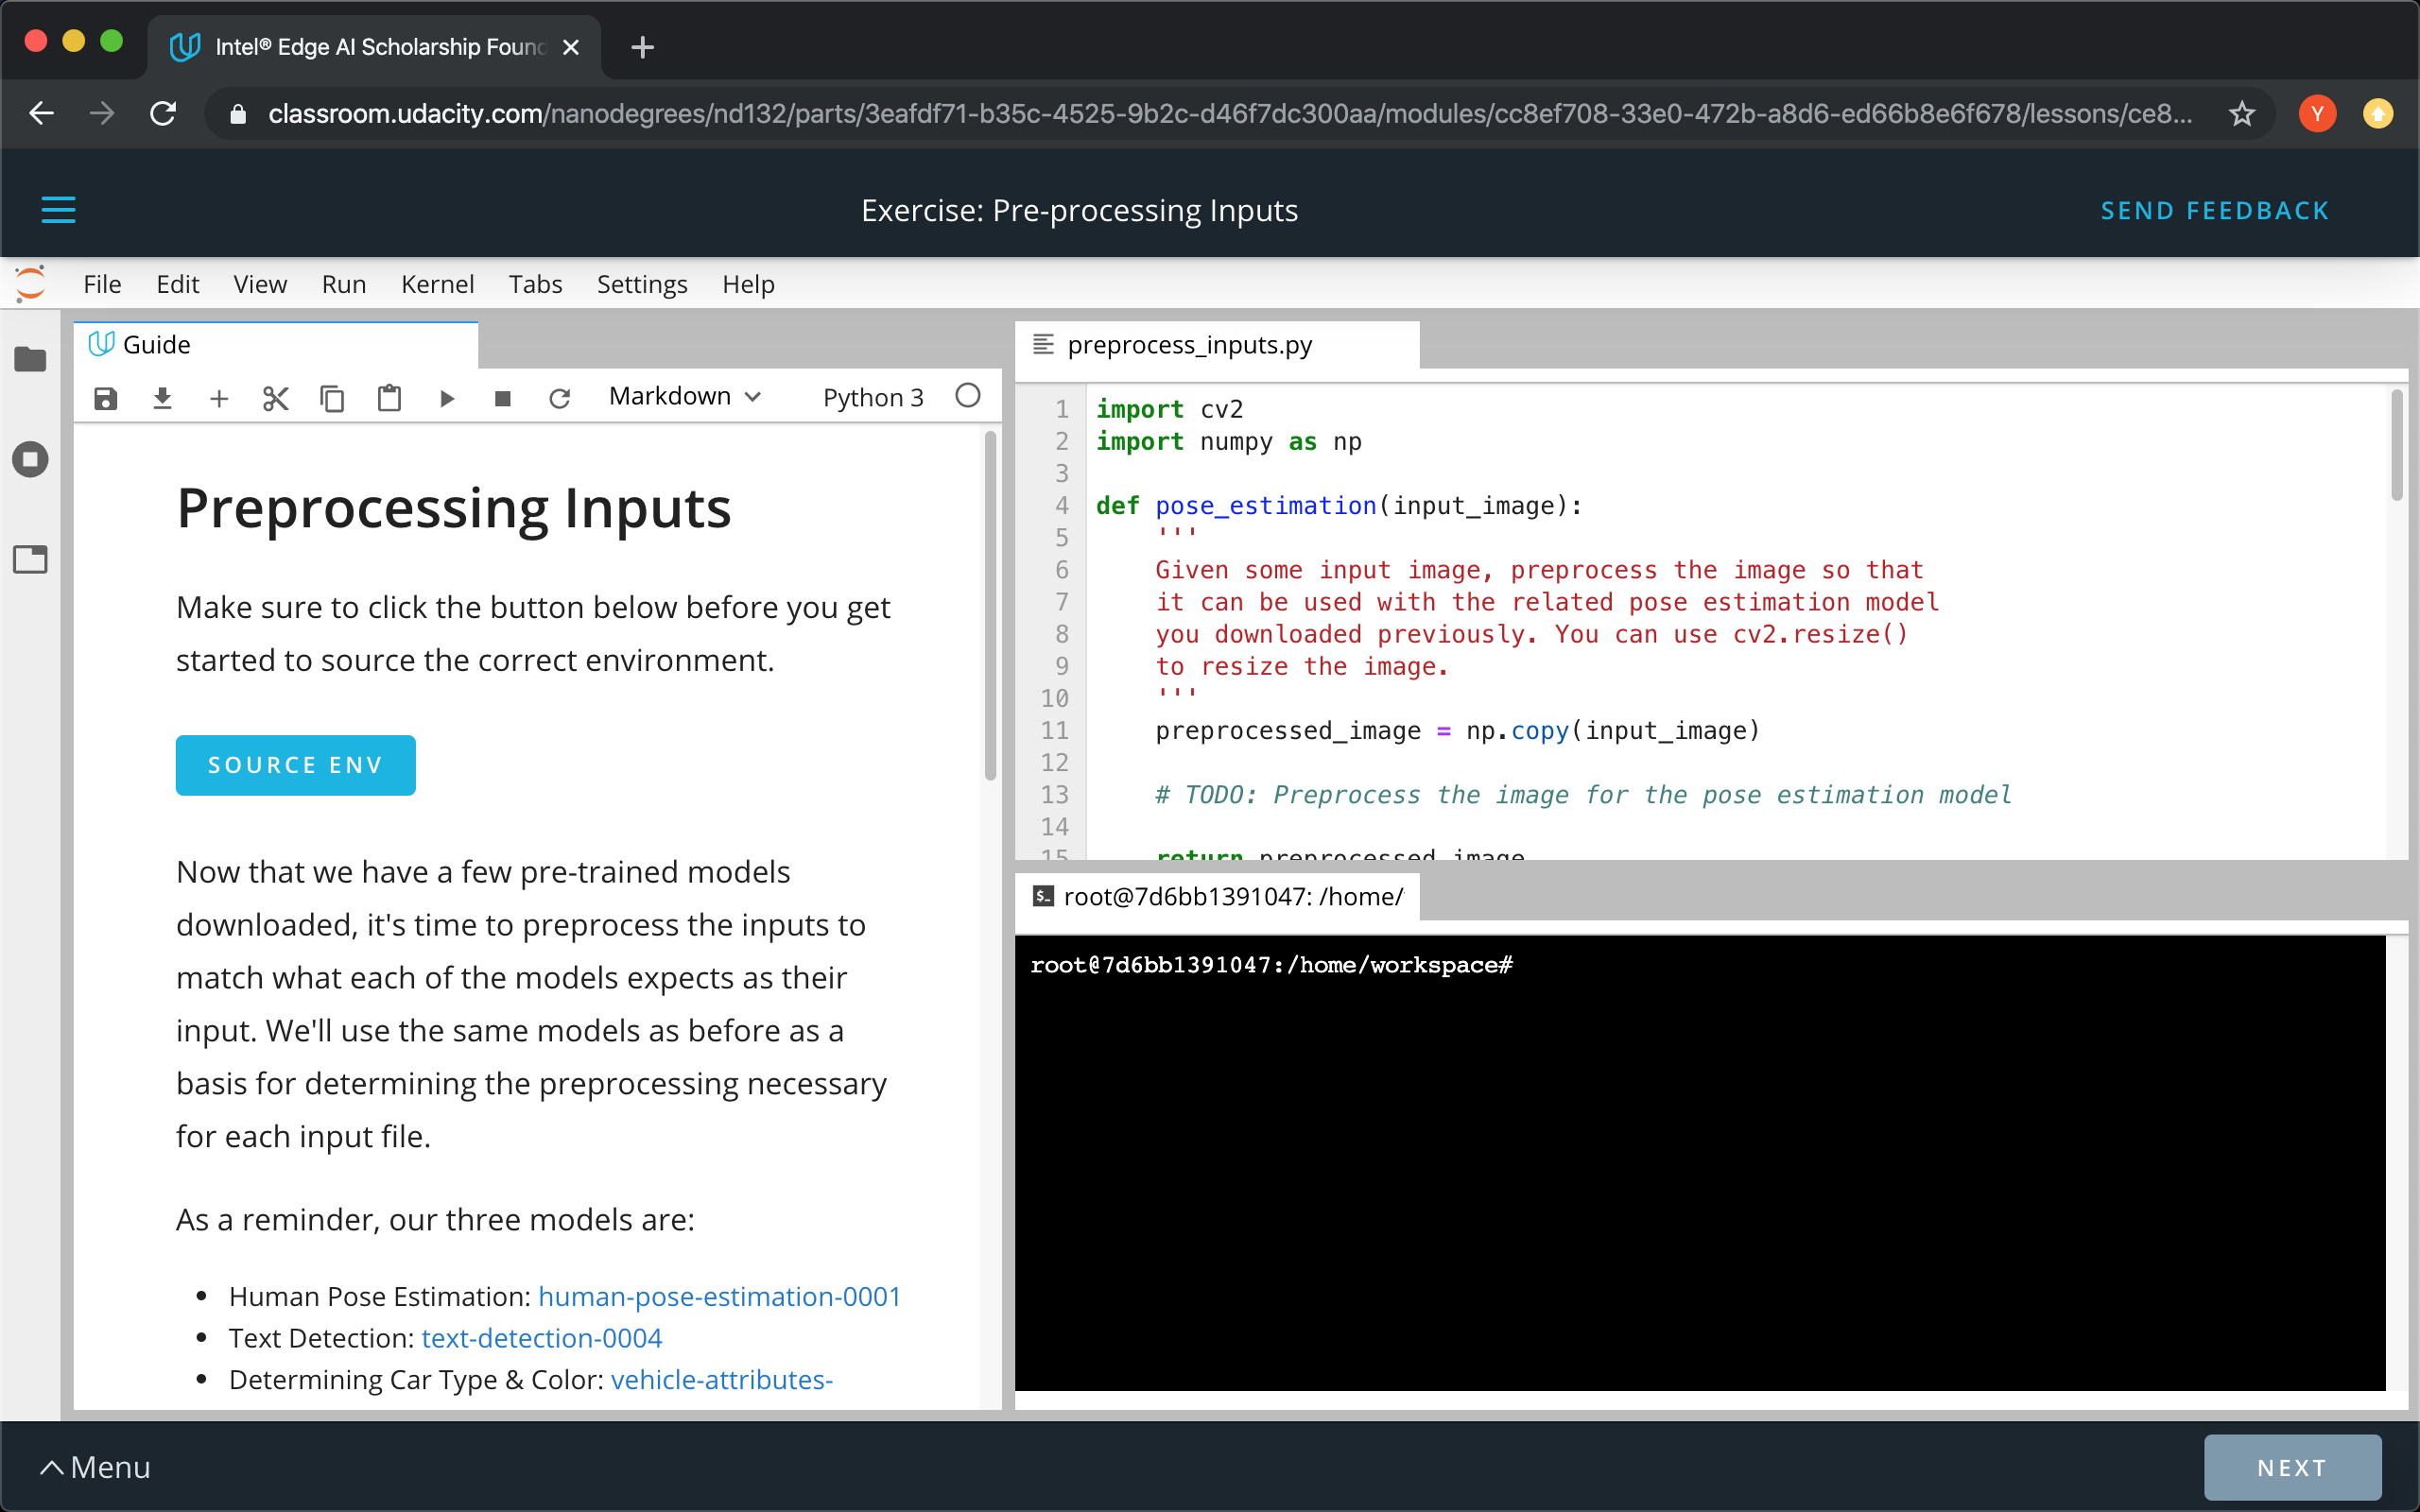 Intel® Edge AI Scholarship Found
classroom.udacity.com/nanodegrees/nd132/parts/3eafdf71-b35c-4525-9b2c-d46f7dc300aa/modules/cc8ef708-33e0-472b-a8d6-ed66b8e6f678/lessons/ce8...
Y
Exercise: Pre-processing Inputs
SEND FEEDBACK
File Edit View Run Kernel Tabs Settings Help
Guide
Markdown Python 3
Preprocessing Inputs
Make sure to click the button below before you get
started to source the correct environment.
SOURCE ENV
Now that we have a few pre-trained models
downloaded, it's time to preprocess the inputs to
match what each of the models expects as their
input. We'll use the same models as before as a
basis for determining the preprocessing necessary
for each input file.
As a reminder, our three models are:
• Human Pose Estimation: human-pose-estimation-0001
• Text Detection: text-detection-0004
• Determining Car Type & Color: vehicle-attributes-
preprocess_inputs.py
1 import cv2
2 import numpy as np
3
4 def pose_estimation(input_image):
5     '''
6     Given some input image, preprocess the image so that
7     it can be used with the related pose estimation model
8     you downloaded previously. You can use cv2.resize()
9     to resize the image.
10     '''
11     preprocessed_image = np.copy(input_image)
12
13     # TODO: Preprocess the image for the pose estimation model
14
15     return preprocessed_image
$_ root@7d6bb1391047: /home/
root@7d6bb1391047:/home/workspace#
Menu
NEXT